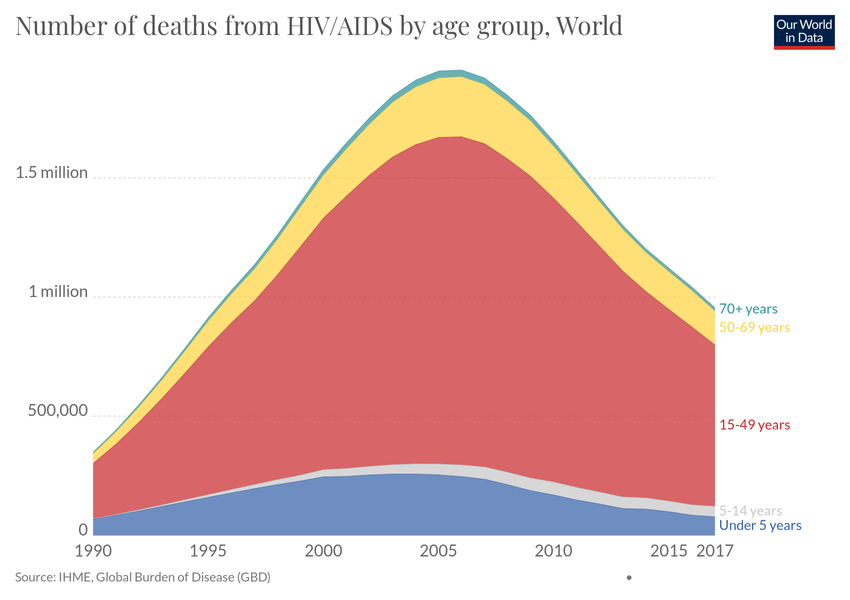 Number of deaths from HIV/AIDS by age group, World
Our World
in Data
1.5 million
1 million
500,000
0
70+ years
50-69 years
15-49 years
5-14 years
Under 5 years
1990 1995 2000 2005 2010 2015 2017
Source: IHME, Global Burden of Disease (GBD)